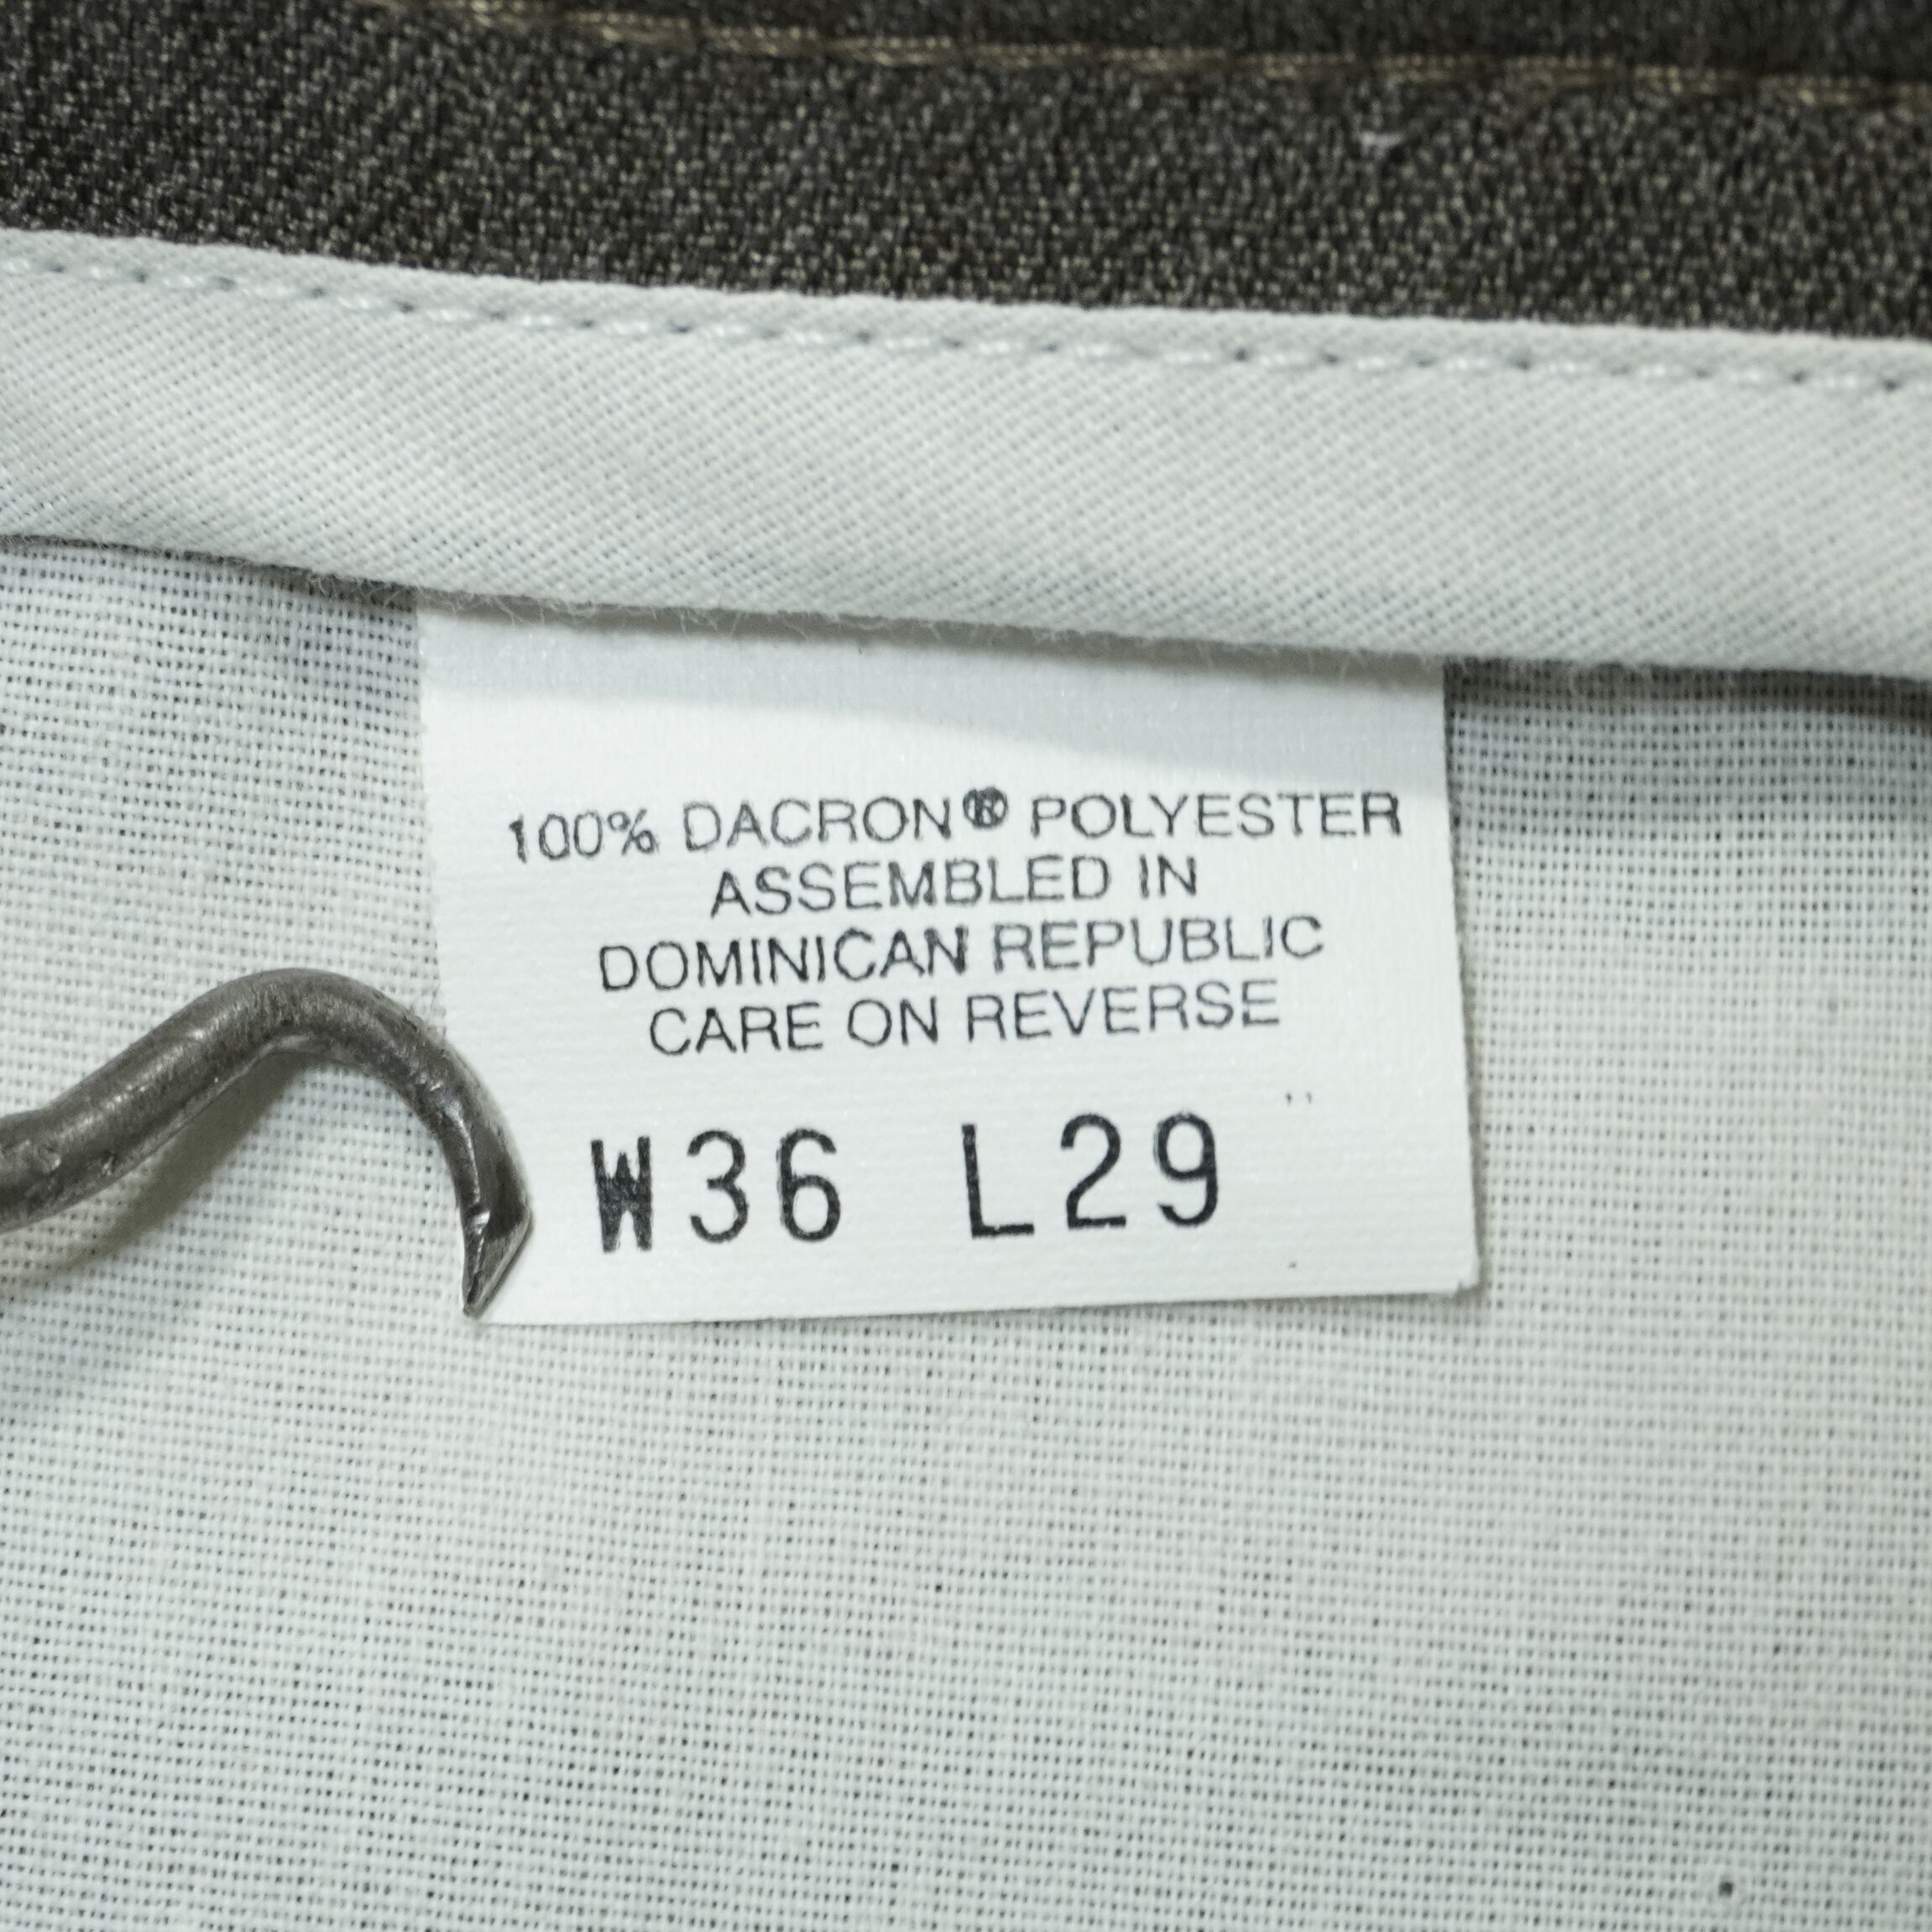 100% DACRON® POLYESTER
ASSEMBLED IN
DOMINICAN REPUBLIC
CARE ON REVERSE
W36 L29